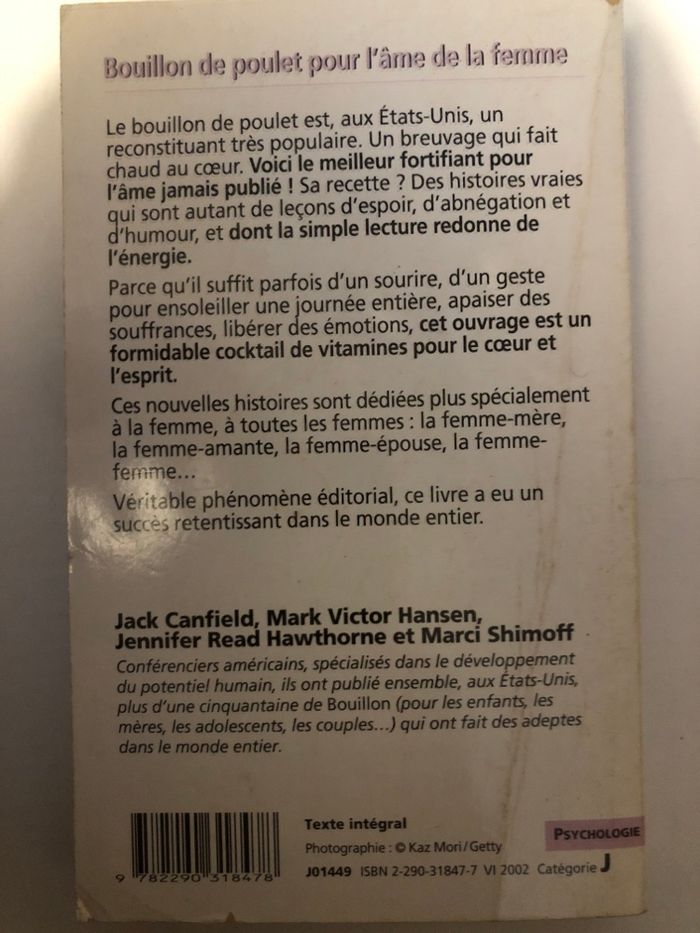 Bouillon de poulet pour l'âme de la femme
Le bouillon de poulet est, aux États-Unis, un
reconstituant très populaire. Un breuvage qui fait
chaud au cœur. Voici le meilleur fortifiant pour
l'âme jamais publié ! Sa recette ? Des histoires vraies
qui sont autant de leçons d'espoir, d'abnégation et
d'humour, et dont la simple lecture redonne de
l'énergie.
Parce qu'il suffit parfois d'un sourire, d'un geste
pour ensoleiller une journée entière, apaiser des
souffrances, libérer des émotions, cet ouvrage est un
formidable cocktail de vitamines pour le cœur et
l'esprit.
Ces nouvelles histoires sont dédiées plus spécialement
à la femme, à toutes les femmes : la femme-mère,
la femme-amante, la femme-épouse, la femme-
femme...
Véritable phénomène éditorial, ce livre a eu un
succès retentissant dans le monde entier.
Jack Canfield, Mark Victor Hansen,
Jennifer Read Hawthorne et Marci Shimoff
Conférenciers américains, spécialisés dans le développement
du potentiel humain, ils ont publié ensemble, aux États-Unis,
plus d'une cinquantaine de Bouillon (pour les enfants, les
mères, les adolescents, les couples...) qui ont fait des adeptes
dans le monde entier.
Texte intégral
PSYCHOLOGIE
Photographie : © Kaz Mori/Getty
J01449 ISBN 2-290-31847-7 VI 2002 Catégorie J
9 782290 318478